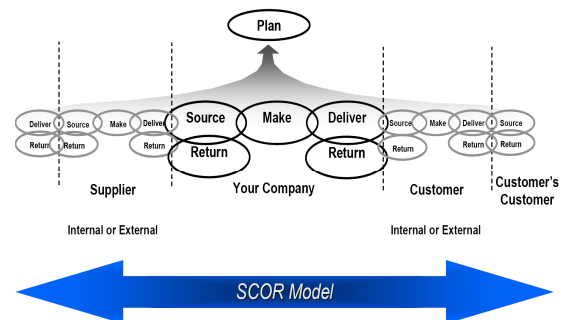 Plan
Deliver Source Make Deliver Source Make Deliver Source Make Deliver Source
Return Return Return Return Return Return Return Return
Supplier Your Company Customer Customer's
Customer
Internal or External Internal or External
SCOR Model